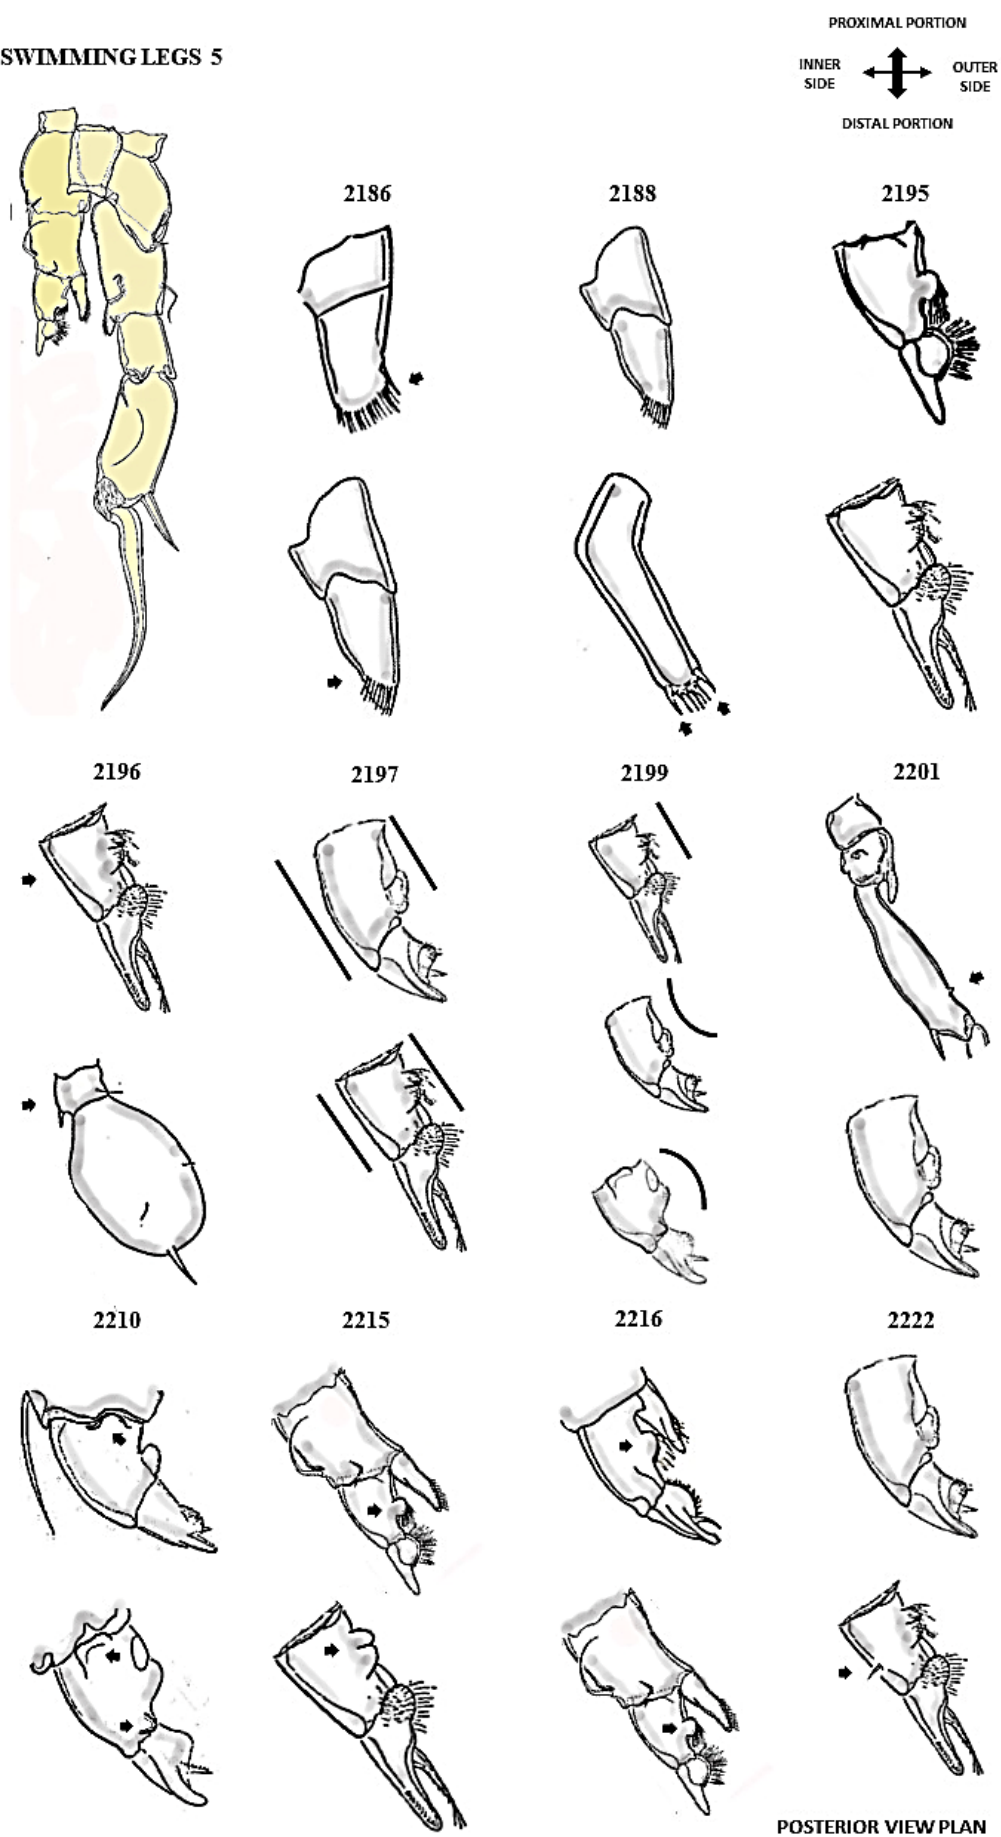 PROXIMAL PORTION
SWIMMING LEGS 5
INNER SIDE
OUTER SIDE
DISTAL PORTION
2186
2188
2195
2196
2197
2199
2201
2210
2215
2216
2222
POSTERIOR VIEW PLAN